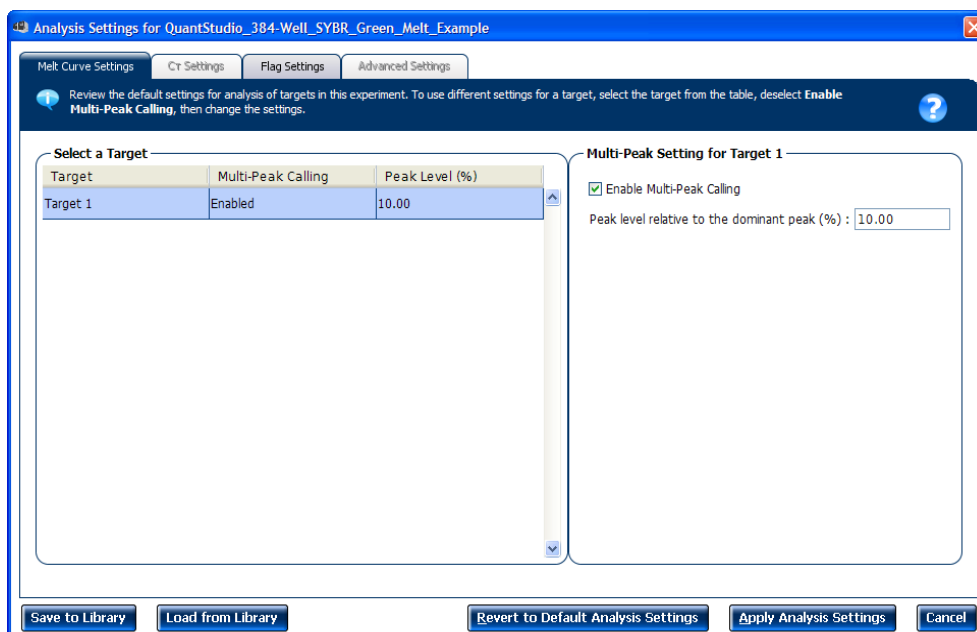 Analysis Settings for QuantStudio_384-Well_SYBR_Green_Melt_Example
Melt Curve Settings
CT Settings
Flag Settings
Advanced Settings
Review the default settings for analysis of targets in this experiment. To use different settings for a target, select the target from the table, deselect Enable
Multi-Peak Calling, then change the settings.
?
Select a Target
Target Multi-Peak Calling Peak Level (%)
Target 1 Enabled 10.00
Multi-Peak Setting for Target 1
Enable Multi-Peak Calling
Peak level relative to the dominant peak (%) : 10.00
Save to Library
Load from Library
Revert to Default Analysis Settings
Apply Analysis Settings
Cancel